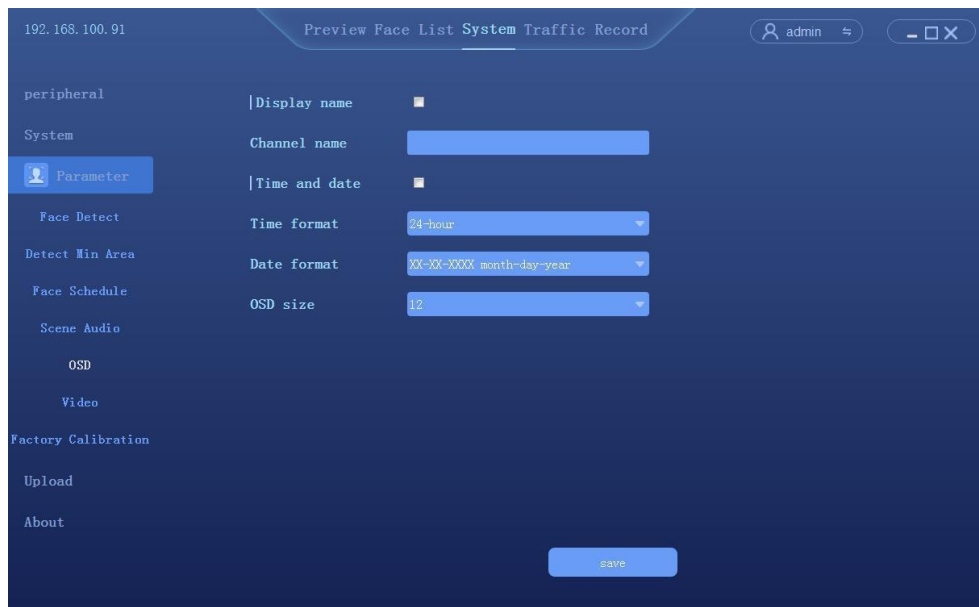 192.168.100.91
Preview Face List System Traffic Record
admin
peripheral
System
Parameter
Face Detect
Detect Min Area
Face Schedule
Scene Audio
OSD
Video
Factory Calibration
Upload
About
Display name
Channel name
Time and date
Time format 24-hour
Date format XX-XX-XXXX month-day-year
OSD size 12
save